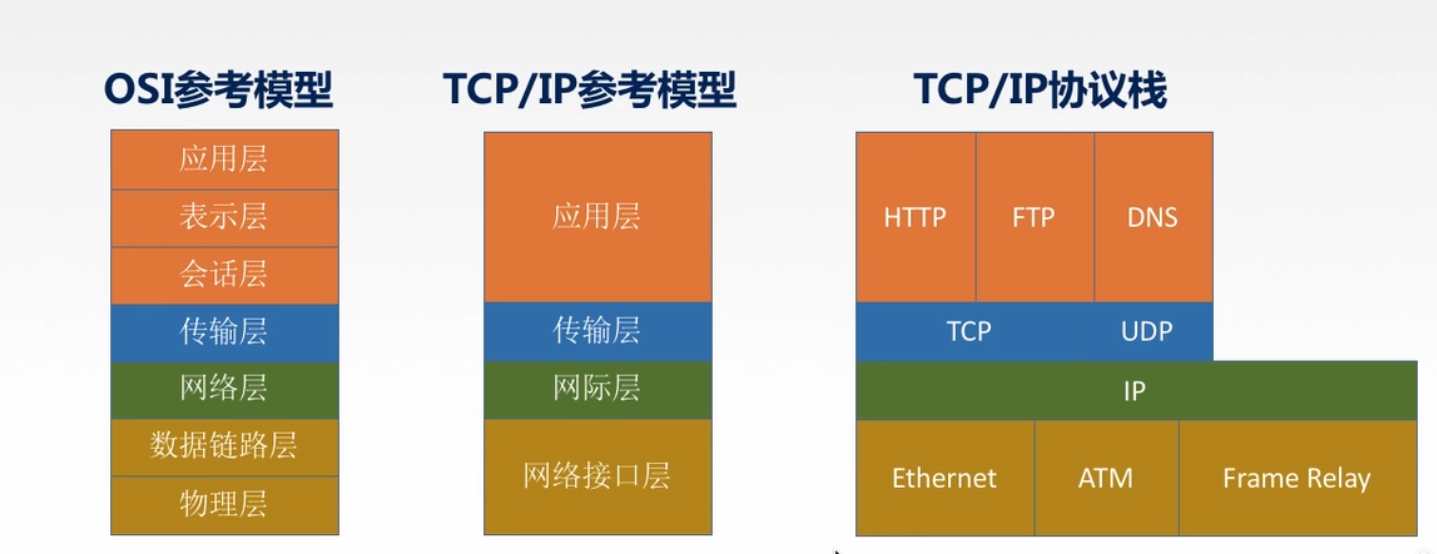 OSI参考模型
应用层
表示层
会话层
传输层
网络层
数据链路层
物理层
TCP/IP参考模型
应用层
传输层
网际层
网络接口层
TCP/IP协议栈
HTTP FTP DNS
TCP UDP
IP
Ethernet ATM Frame Relay